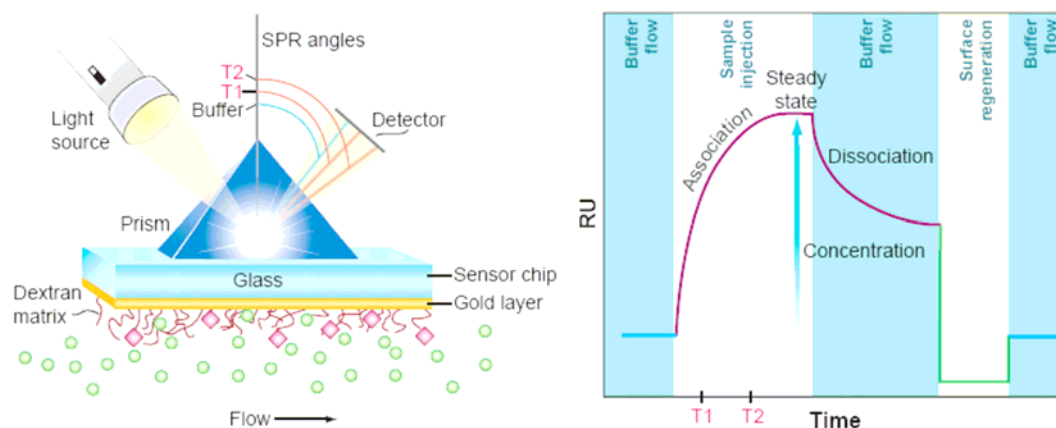 SPR angles
T2
T1
Buffer
Light
source
Detector
Prism
Glass
Sensor chip
Dextran
matrix
Gold layer
Flow
Buffer
flow
Sample
injection
Buffer
flow
Surface
regeneration
Buffer
flow
Steady
state
Association
Dissociation
Concentration
RU
T1
T2
Time